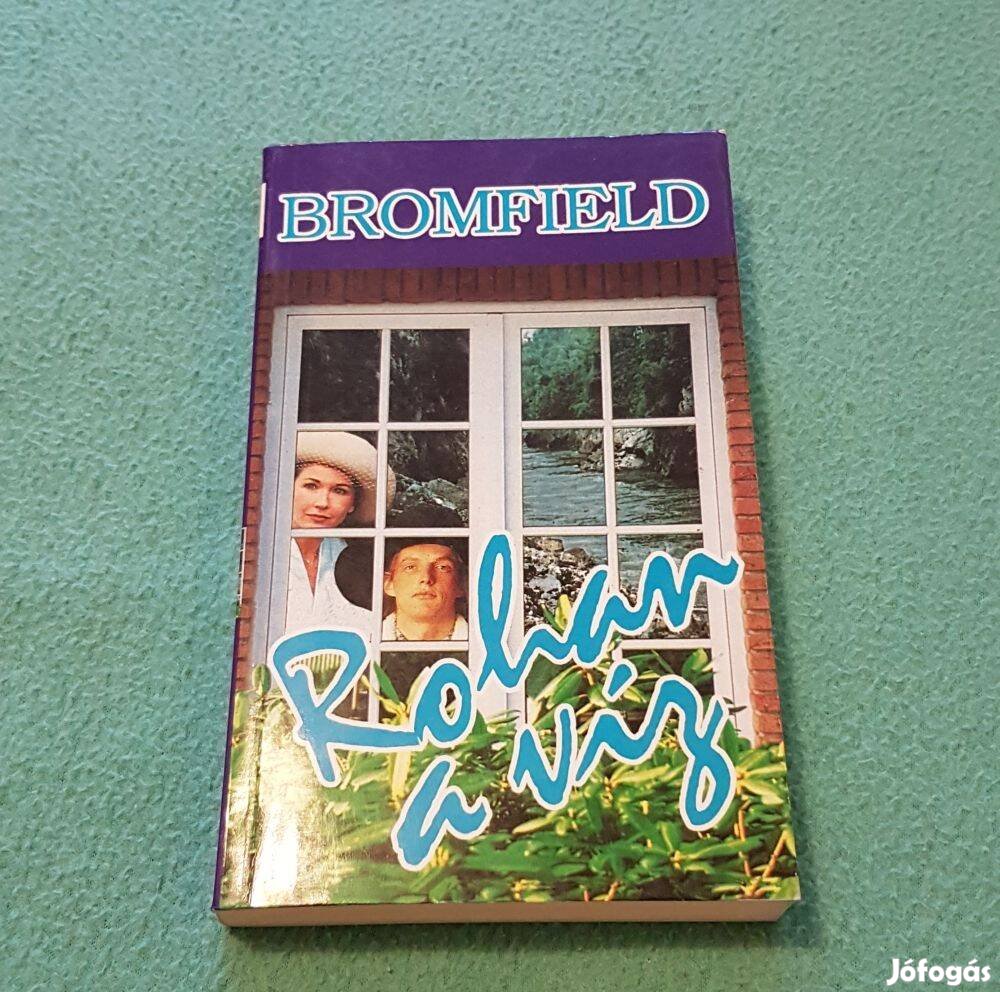 BROMFIELD
Rohan
a víz
Jófogás